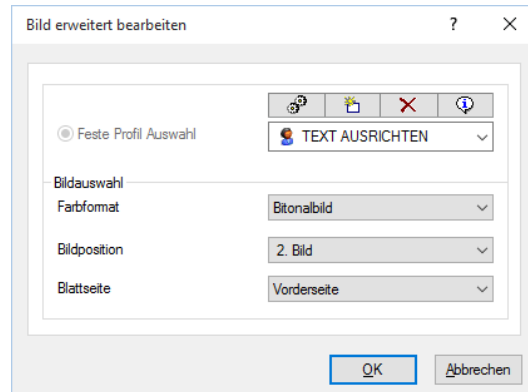 Bild erweitert bearbeiten
Feste Profil Auswahl
TEXT AUSRICHTEN
Bildauswahl
Farbformat
Bitonalbild
Bildposition
2. Bild
Blattseite
Vorderseite
OK
Abbrechen